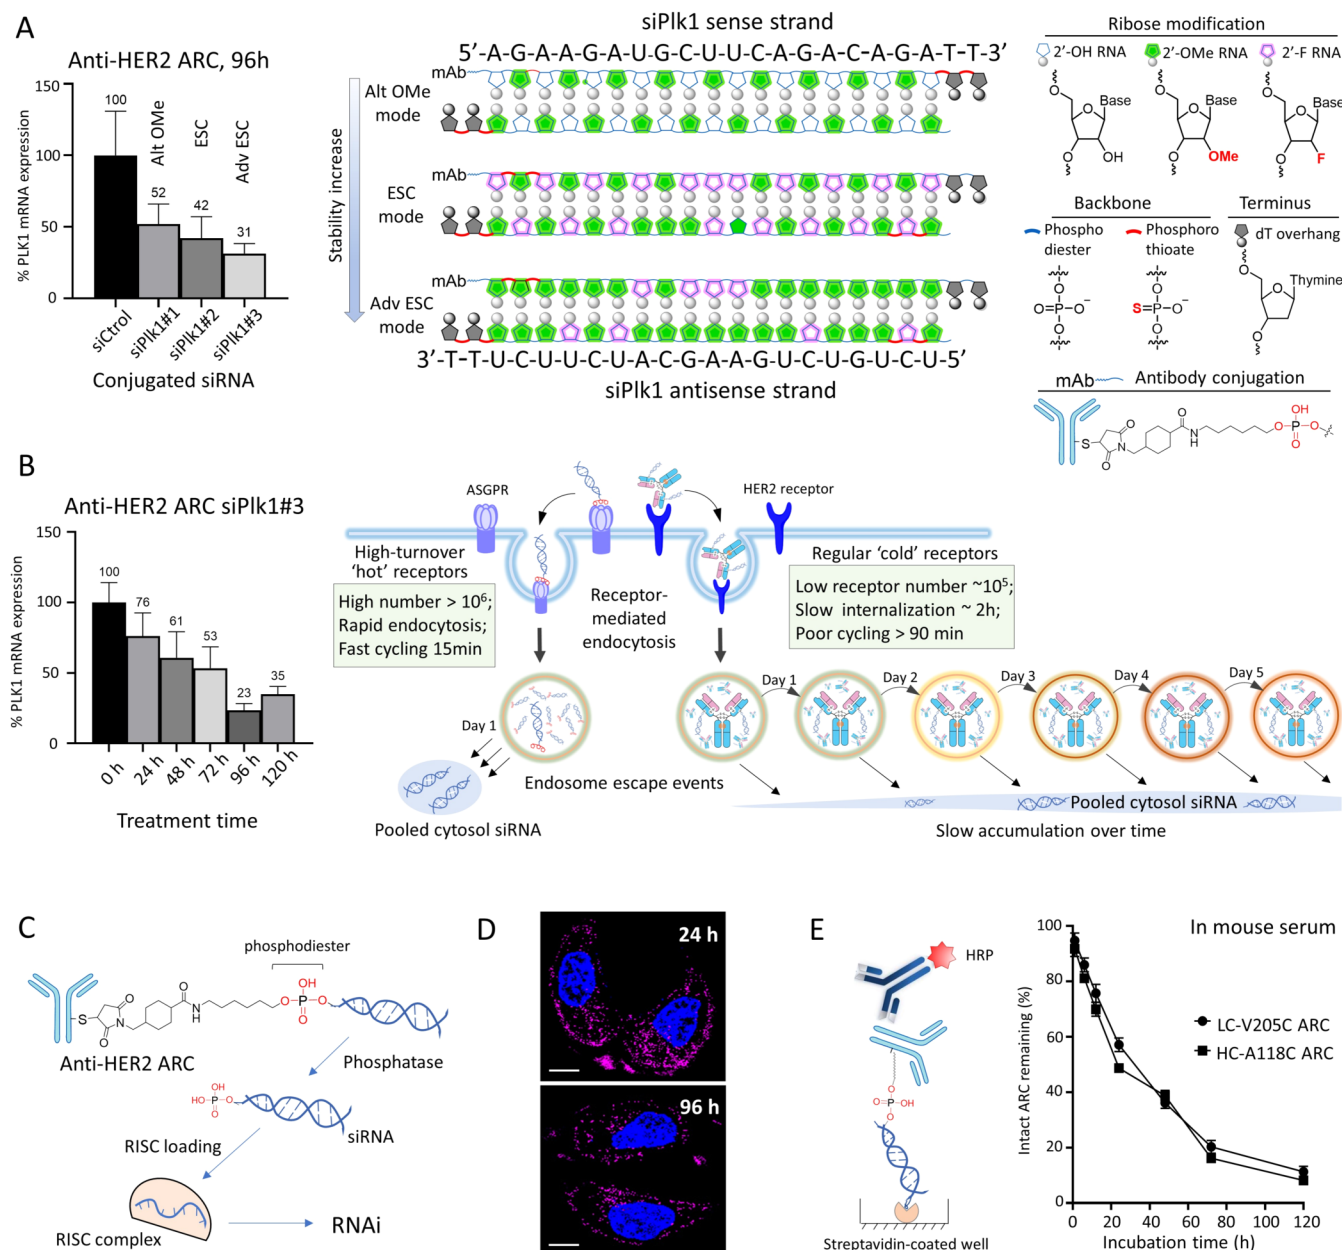 A
Anti-HER2 ARC, 96h
% PLK1 mRNA expression
150
100
50
0
100
52
42
31
Alt OMe
ESC
Adv ESC
siCtrol
siPlk1#1
siPlk1#2
siPlk1#3
Conjugated siRNA
Stability increase
siPlk1 sense strand
5'-A-G-A-A-G-A-U-G-C-U-U-C-A-G-A-C-A-G-A-T-T-3'
mAb
Alt OMe
mode
mAb
ESC
mode
mAb
Adv ESC
mode
3'-T-T-U-C-U-U-C-U-A-C-G-A-A-G-U-C-U-G-U-C-U-5'
siPlk1 antisense strand
Ribose modification
2'-OH RNA
2'-OMe RNA
2'-F RNA
O
Base
O
O
OH
O
Base
O
O
OMe
O
Base
O
O
F
Backbone
Terminus
Phospho
diester
Phosphoro
thioate
dT overhang
O
O=P-O⁻
O
O
S=P-O⁻
O
O
Thymine
O
O
mAb
Antibody conjugation
S
O
N
O
O
N
H
O
OH
P
O
O
B
Anti-HER2 ARC siPlk1#3
% PLK1 mRNA expression
150
100
50
0
100
76
61
53
23
35
0 h
24 h
48 h
72 h
96 h
120 h
Treatment time
ASGPR
HER2 receptor
High-turnover
'hot' receptors
High number > 10⁶;
Rapid endocytosis;
Fast cycling 15min
Receptor-
mediated
endocytosis
Regular 'cold' receptors
Low receptor number ~10⁵;
Slow internalization ~ 2h;
Poor cycling > 90 min
Day 1
Day 1
Day 2
Day 3
Day 4
Day 5
Endosome escape events
Pooled cytosol siRNA
Pooled cytosol siRNA
Slow accumulation over time
C
phosphodiester
S
O
N
O
O
N
H
O
OH
P
O
O
Anti-HER2 ARC
Phosphatase
OH
HO-P-O
O
siRNA
RISC loading
RISC complex
RNAi
D
24 h
96 h
E
HRP
O
O=P-OH
O
Streptavidin-coated well
In mouse serum
Intact ARC remaining (%)
100
80
60
40
20
0
0
20
40
60
80
100
120
Incubation time (h)
LC-V205C ARC
HC-A118C ARC